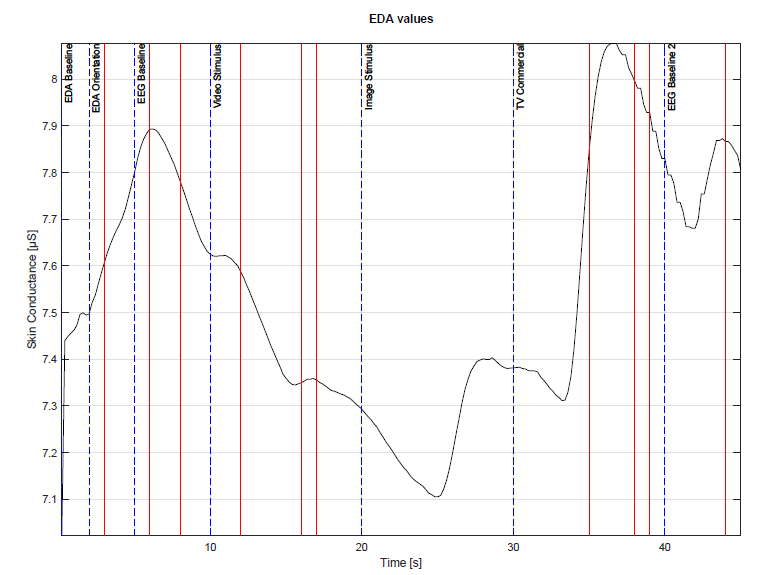 EDA values
EDA Baseline
EDA Orientation
EEG Baseline
Video Stimulus
Image Stimulus
TV Commercial
EEG Baseline 2
8
7.9
7.8
7.7
7.6
7.5
7.4
7.3
7.2
7.1
Skin Conductance [µS]
10
20
30
40
Time [s]